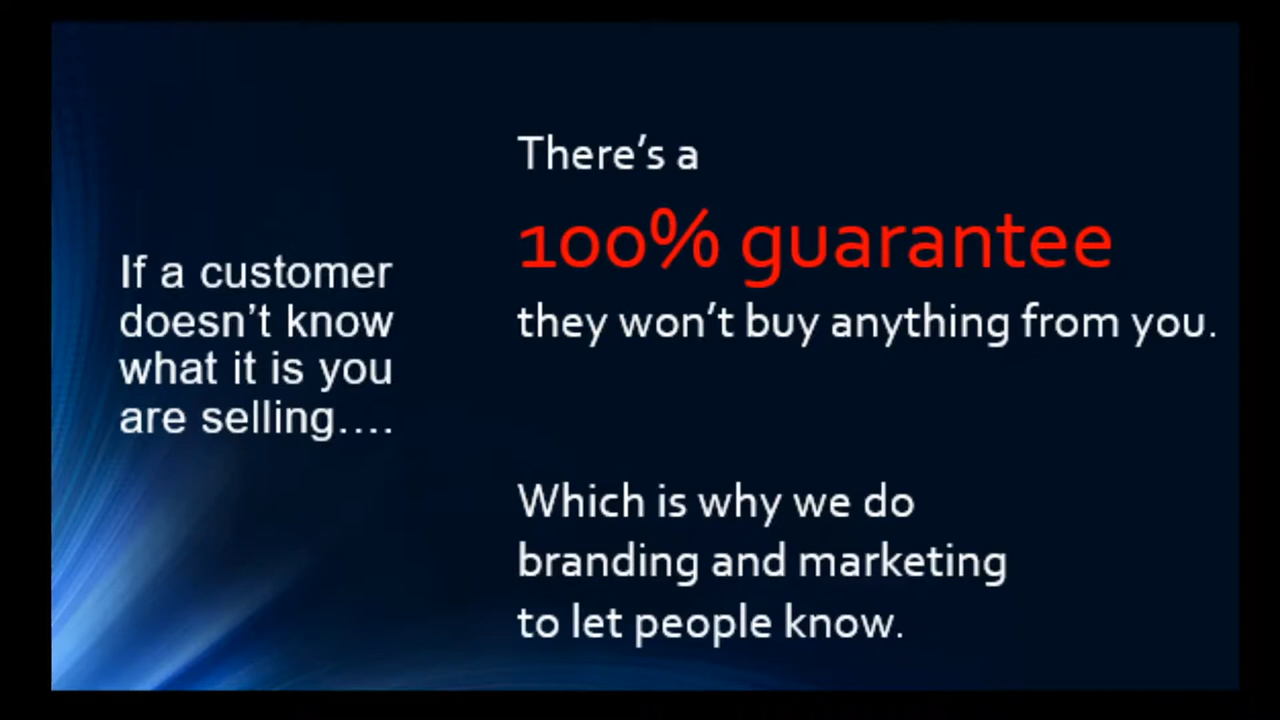 If a customer
doesn’t know
what it is you
are selling….
There’s a
100% guarantee
they won’t buy anything from you.
Which is why we do
branding and marketing
to let people know.